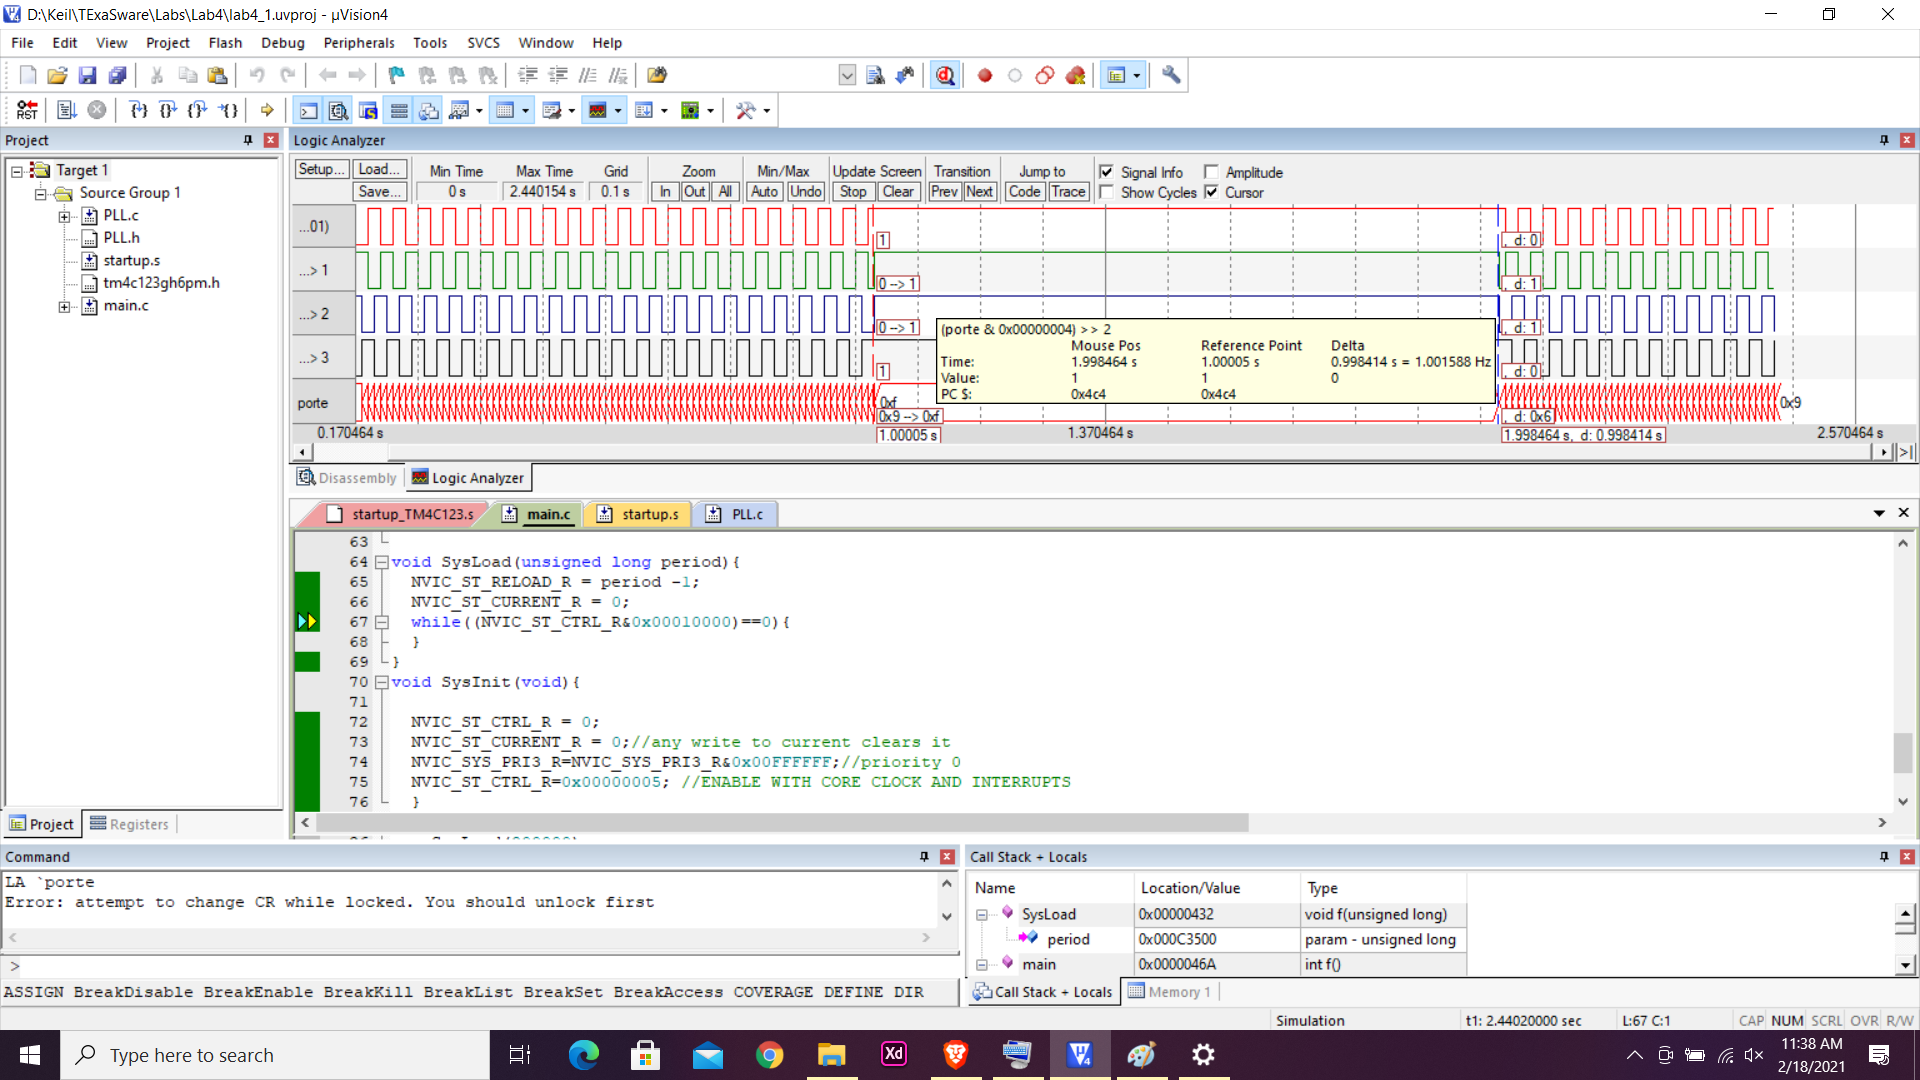 D:\Keil\TExaSware\Labs\Lab4\lab4_1.uvproj - µVision4
File Edit View Project Flash Debug Peripherals Tools SVCS Window Help
RST
Project
Logic Analyzer
Target 1
Source Group 1
PLL.c
PLL.h
startup.s
tm4c123gh6pm.h
main.c
Setup... Load... Min Time Max Time Grid Zoom Min/Max Update Screen Transition Jump to Signal Info Amplitude
Save... 0 s 2.440154 s 0.1 s In Out All Auto Undo Stop Clear Prev Next Code Trace Show Cycles Cursor
...01)
1
, d: 0
...> 1
0 --> 1
, d: 1
...> 2
0 --> 1
, d: 1
...> 3
1
, d: 0
porte
0xf
0x9 --> 0xf
, d: 0x6
0x9
(porte & 0x00000004) >> 2
Mouse Pos Reference Point Delta
Time: 1.998464 s 1.00005 s 0.998414 s = 1.001588 Hz
Value: 1 1 0
PC $: 0x4c4 0x4c4
0.170464 s 1.00005 s 1.370464 s 1.998464 s, d: 0.998414 s 2.570464 s
Disassembly Logic Analyzer
startup_TM4C123.s main.c startup.s PLL.c
63
64 void SysLoad(unsigned long period){
65 NVIC_ST_RELOAD_R = period -1;
66 NVIC_ST_CURRENT_R = 0;
67 while((NVIC_ST_CTRL_R&0x00010000)==0){
68 }
69 }
70 void SysInit(void){
71
72 NVIC_ST_CTRL_R = 0;
73 NVIC_ST_CURRENT_R = 0;//any write to current clears it
74 NVIC_SYS_PRI3_R=NVIC_SYS_PRI3_R&0x00FFFFFF;//priority 0
75 NVIC_ST_CTRL_R=0x00000005; //ENABLE WITH CORE CLOCK AND INTERRUPTS
76 }
Project Registers
Command
LA `porte
Error: attempt to change CR while locked. You should unlock first
>
ASSIGN BreakDisable BreakEnable BreakKill BreakList BreakSet BreakAccess COVERAGE DEFINE DIR
Call Stack + Locals
Name Location/Value Type
SysLoad 0x00000432 void f(unsigned long)
period 0x000C3500 param - unsigned long
main 0x0000046A int f()
Call Stack + Locals Memory 1
Simulation t1: 2.44020000 sec L:67 C:1 CAP NUM SCRL OVR R/W
Type here to search
Xd
11:38 AM
2/18/2021